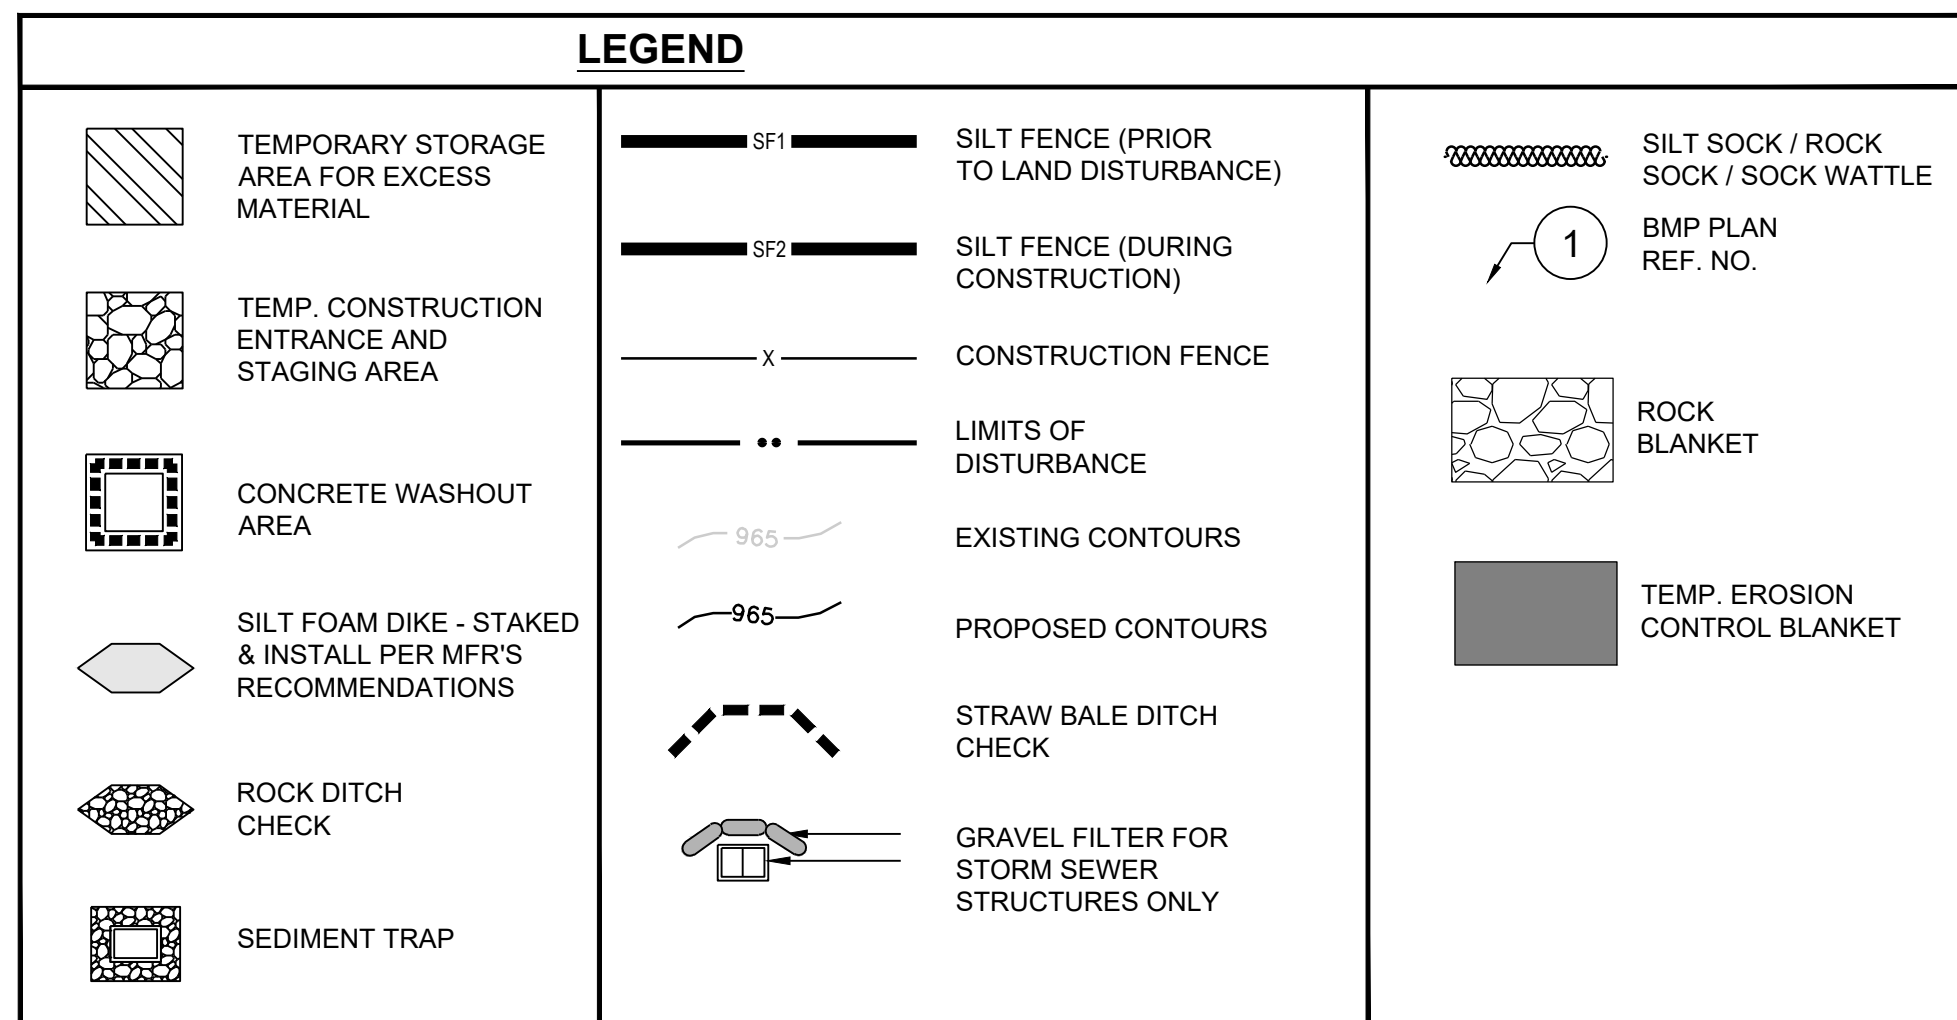 LEGEND
TEMPORARY STORAGE
AREA FOR EXCESS
MATERIAL
TEMP. CONSTRUCTION
ENTRANCE AND
STAGING AREA
CONCRETE WASHOUT
AREA
SILT FOAM DIKE - STAKED
& INSTALL PER MFR'S
RECOMMENDATIONS
ROCK DITCH
CHECK
SEDIMENT TRAP
SF1
SILT FENCE (PRIOR
TO LAND DISTURBANCE)
SF2
SILT FENCE (DURING
CONSTRUCTION)
X
CONSTRUCTION FENCE
LIMITS OF
DISTURBANCE
965
EXISTING CONTOURS
965
PROPOSED CONTOURS
STRAW BALE DITCH
CHECK
GRAVEL FILTER FOR
STORM SEWER
STRUCTURES ONLY
SILT SOCK / ROCK
SOCK / SOCK WATTLE
1
BMP PLAN
REF. NO.
ROCK
BLANKET
TEMP. EROSION
CONTROL BLANKET